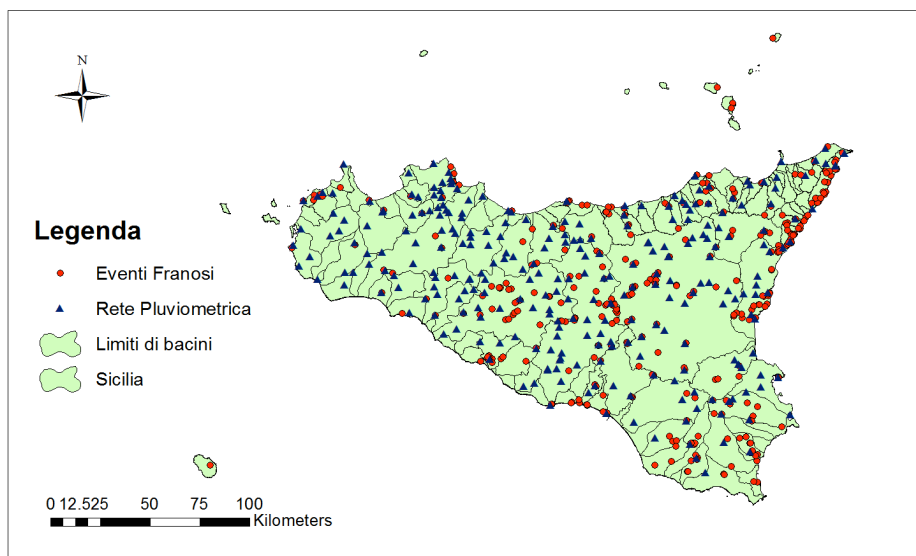 N
Legenda
Eventi Franosi
Rete Pluviometrica
Limiti di bacini
Sicilia
0 12.525 50 75 100
Kilometers